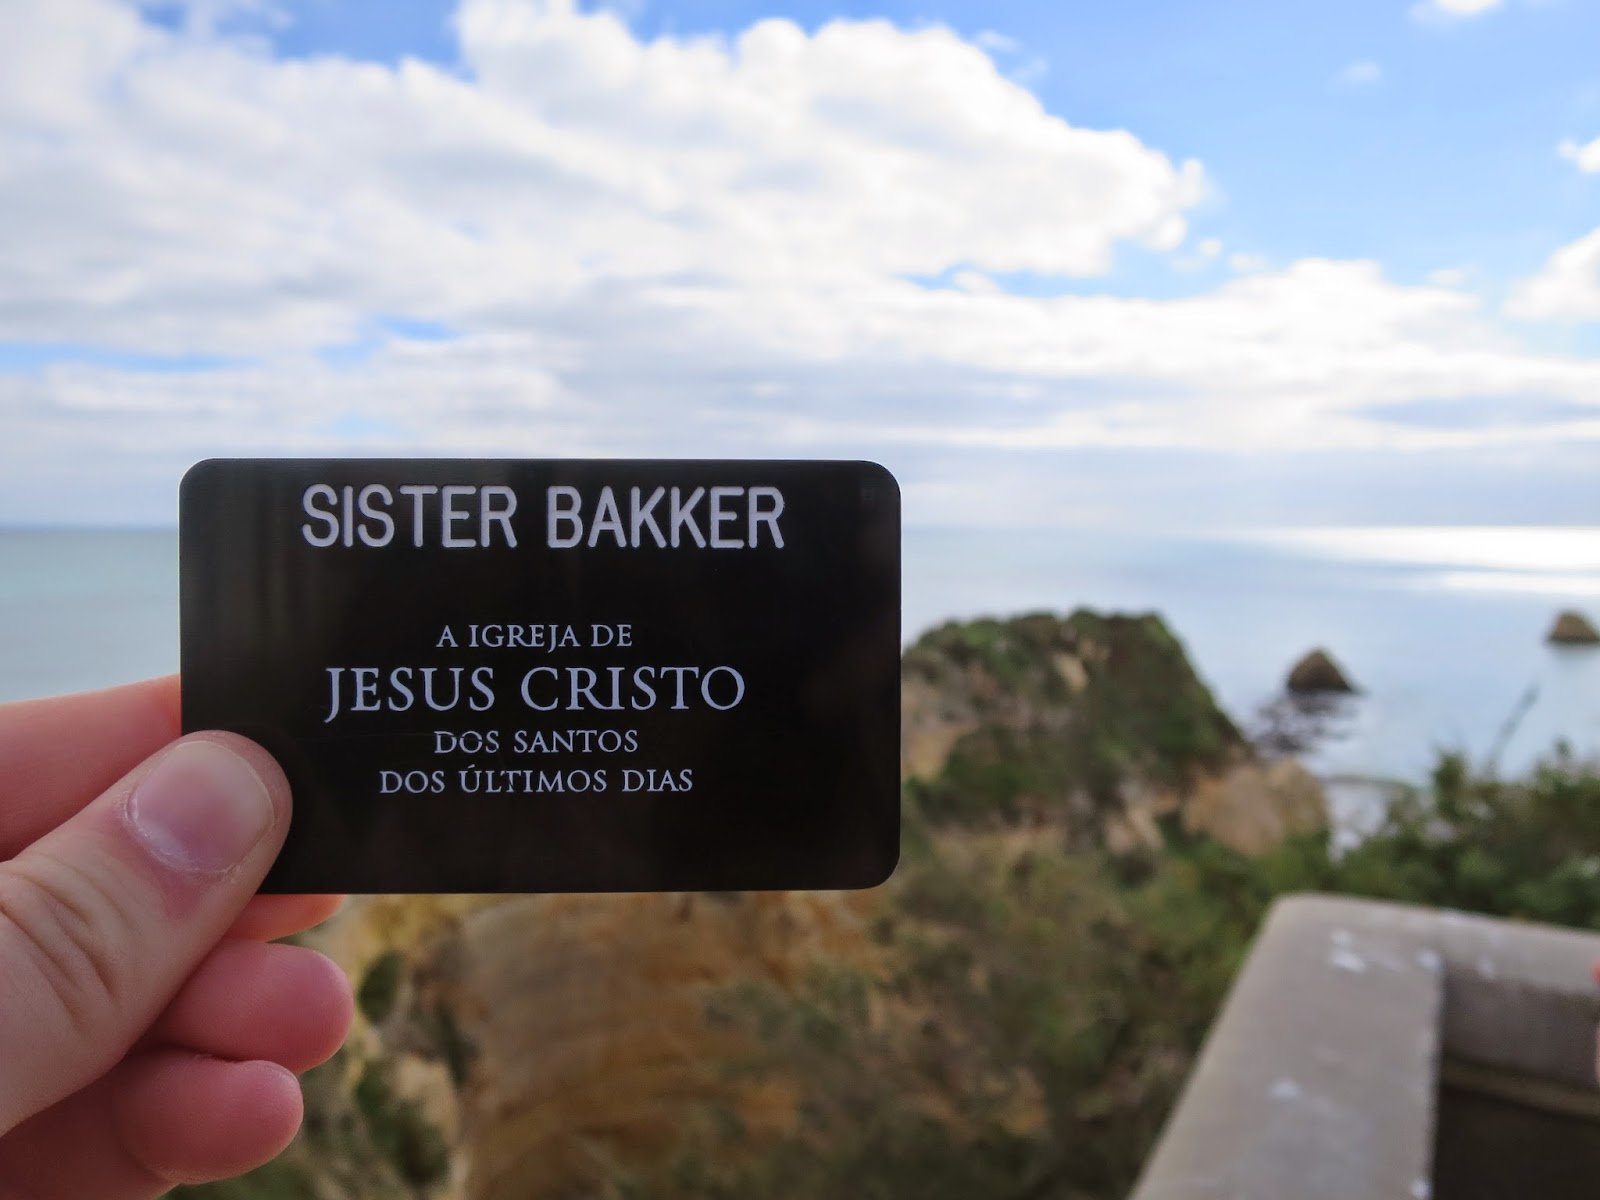 SISTER BAKKER
A IGREJA DE
JESUS CRISTO
DOS SANTOS
DOS ÚLTIMOS DIAS